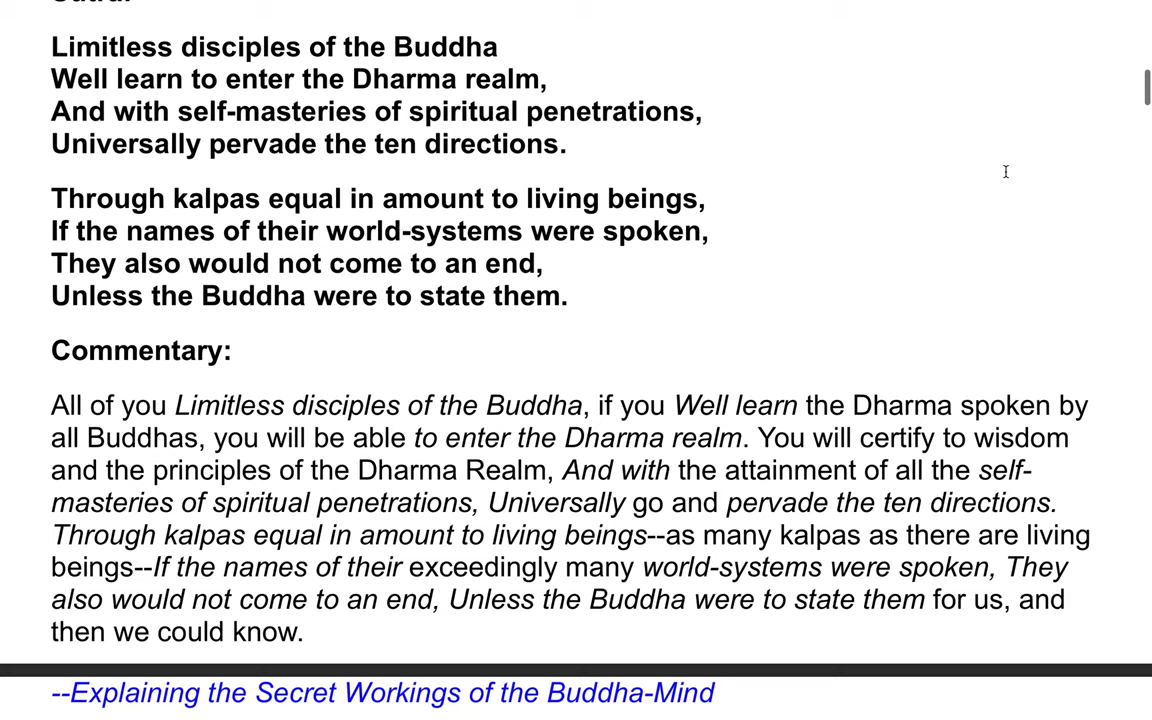 Limitless disciples of the Buddha
Well learn to enter the Dharma realm,
And with self-masteries of spiritual penetrations,
Universally pervade the ten directions.
Through kalpas equal in amount to living beings,
If the names of their world-systems were spoken,
They also would not come to an end,
Unless the Buddha were to state them.
Commentary:
All of you Limitless disciples of the Buddha, if you Well learn the Dharma spoken by
all Buddhas, you will be able to enter the Dharma realm. You will certify to wisdom
and the principles of the Dharma Realm, And with the attainment of all the self-
masteries of spiritual penetrations, Universally go and pervade the ten directions.
Through kalpas equal in amount to living beings--as many kalpas as there are living
beings--If the names of their exceedingly many world-systems were spoken, They
also would not come to an end, Unless the Buddha were to state them for us, and
then we could know.
--Explaining the Secret Workings of the Buddha-Mind